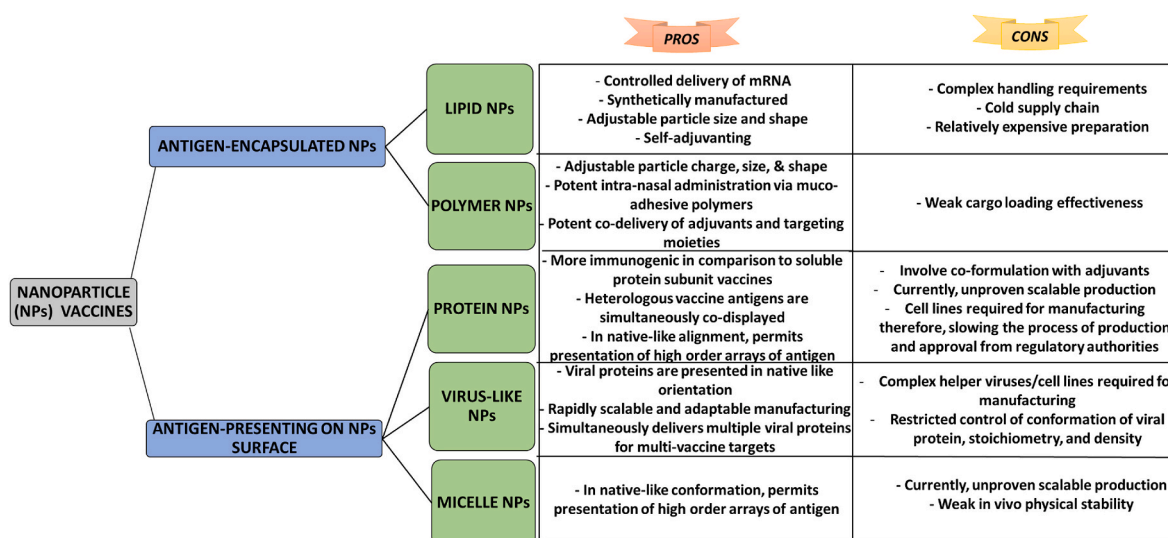 PROS
CONS
NANOPARTICLE
(NPs) VACCINES
ANTIGEN-ENCAPSULATED NPs
LIPID NPs
- Controlled delivery of mRNA
- Synthetically manufactured
- Adjustable particle size and shape
- Self-adjuvanting
- Complex handling requirements
- Cold supply chain
- Relatively expensive preparation
POLYMER NPs
- Adjustable particle charge, size, & shape
- Potent intra-nasal administration via muco-
adhesive polymers
- Potent co-delivery of adjuvants and targeting
moieties
- Weak cargo loading effectiveness
ANTIGEN-PRESENTING ON NPs
SURFACE
PROTEIN NPs
- More immunogenic in comparison to soluble
protein subunit vaccines
- Heterologous vaccine antigens are
simultaneously co-displayed
- In native-like alignment, permits
presentation of high order arrays of antigen
- Involve co-formulation with adjuvants
- Currently, unproven scalable production
- Cell lines required for manufacturing
therefore, slowing the process of production
and approval from regulatory authorities
VIRUS-LIKE
NPs
- Viral proteins are presented in native like
orientation
- Rapidly scalable and adaptable manufacturing
- Simultaneously delivers multiple viral proteins
for multi-vaccine targets
- Complex helper viruses/cell lines required fo
manufacturing
- Restricted control of conformation of viral
protein, stoichiometry, and density
MICELLE NPs
- In native-like conformation, permits
presentation of high order arrays of antigen
- Currently, unproven scalable production
- Weak in vivo physical stability